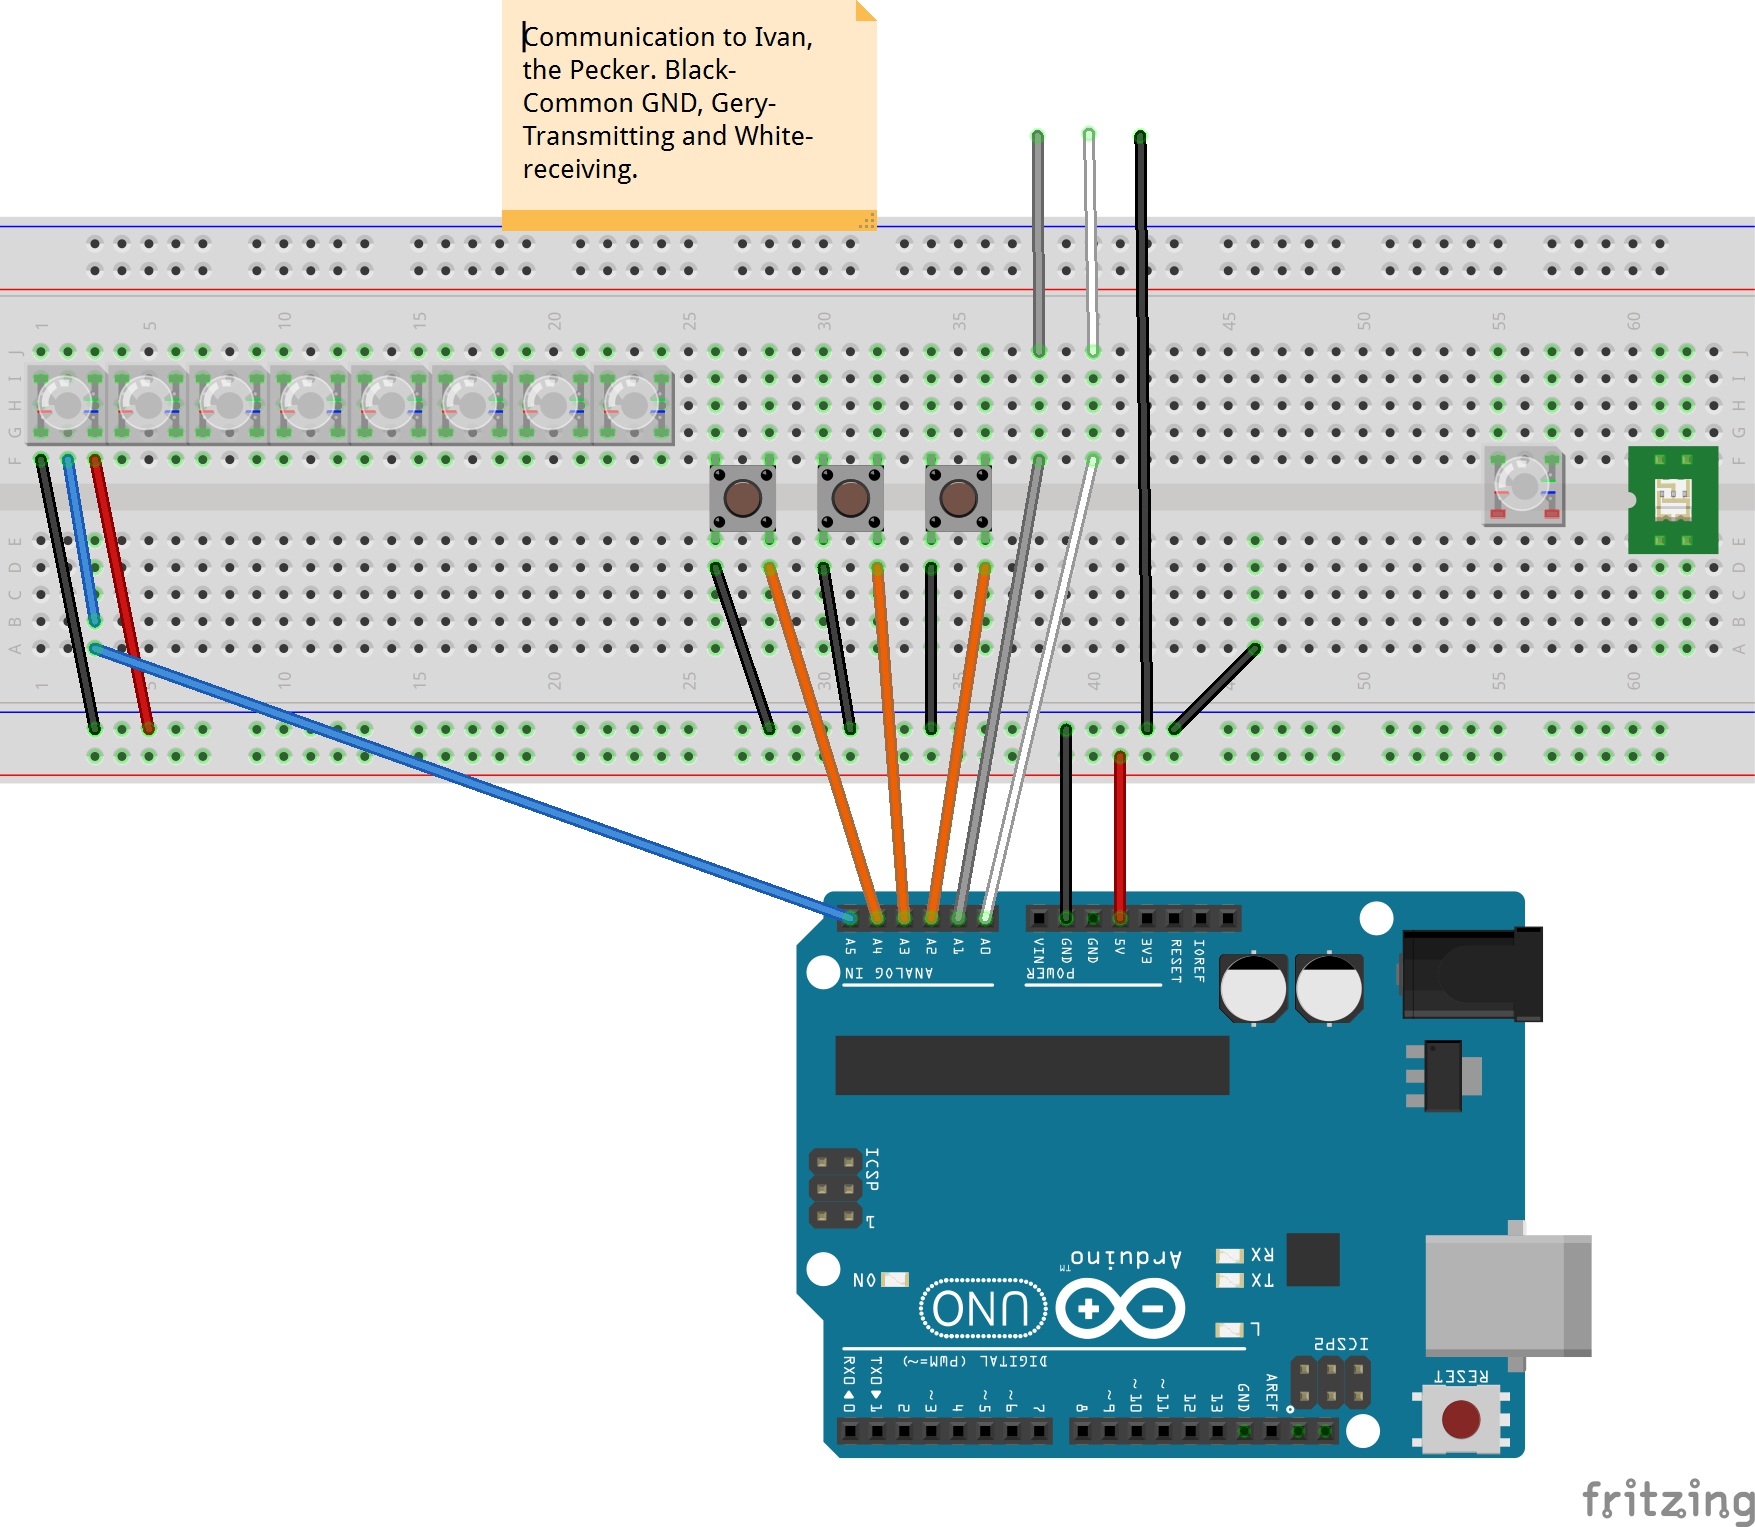 Communication to Ivan,
the Pecker. Black-
Common GND, Gery-
Transmitting and White-
receiving.
1 5 10 15 20 25 30 35 45 50 55 60
J J
I I
H H
G G
F F
E E
D D
C C
B B
A A
1 5 10 15 20 25 30 35 40 45 50 55 60
A5 A4 A3 A2 A1 A0 VIN GND GND 5V 3V3 RESET IOREF
ANALOG IN POWER
ICSP
1
Arduino™
RX
TX
ON
UNO
L
ICSP2
DIGITAL (PWM=~)
RESET
RX0 TX0 AREF GND
0 1 2 ~3 4 ~5 ~6 7 8 ~9 ~10 ~11 12 13
fritzing